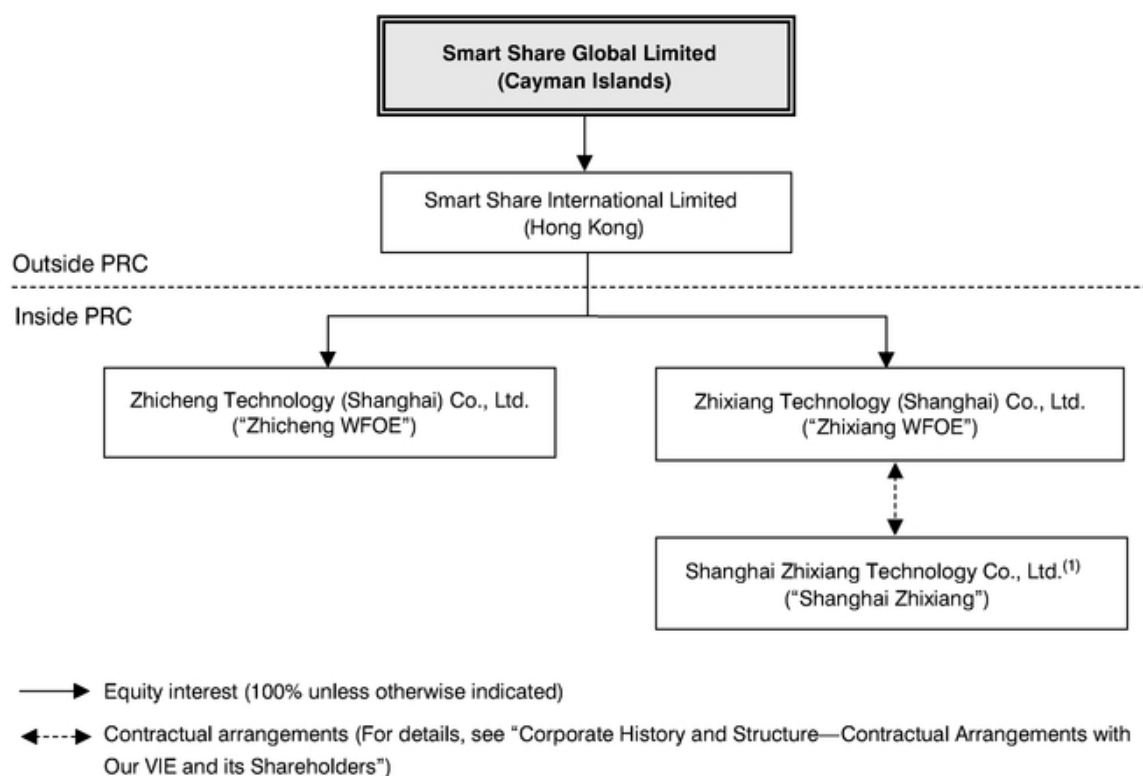 Smart Share Global Limited
(Cayman Islands)
Smart Share International Limited
(Hong Kong)
Outside PRC
Inside PRC
Zhicheng Technology (Shanghai) Co., Ltd.
(“Zhicheng WFOE”)
Zhixiang Technology (Shanghai) Co., Ltd.
(“Zhixiang WFOE”)
Shanghai Zhixiang Technology Co., Ltd.(1)
(“Shanghai Zhixiang”)
Equity interest (100% unless otherwise indicated)
Contractual arrangements (For details, see “Corporate History and Structure—Contractual Arrangements with
Our VIE and its Shareholders”)